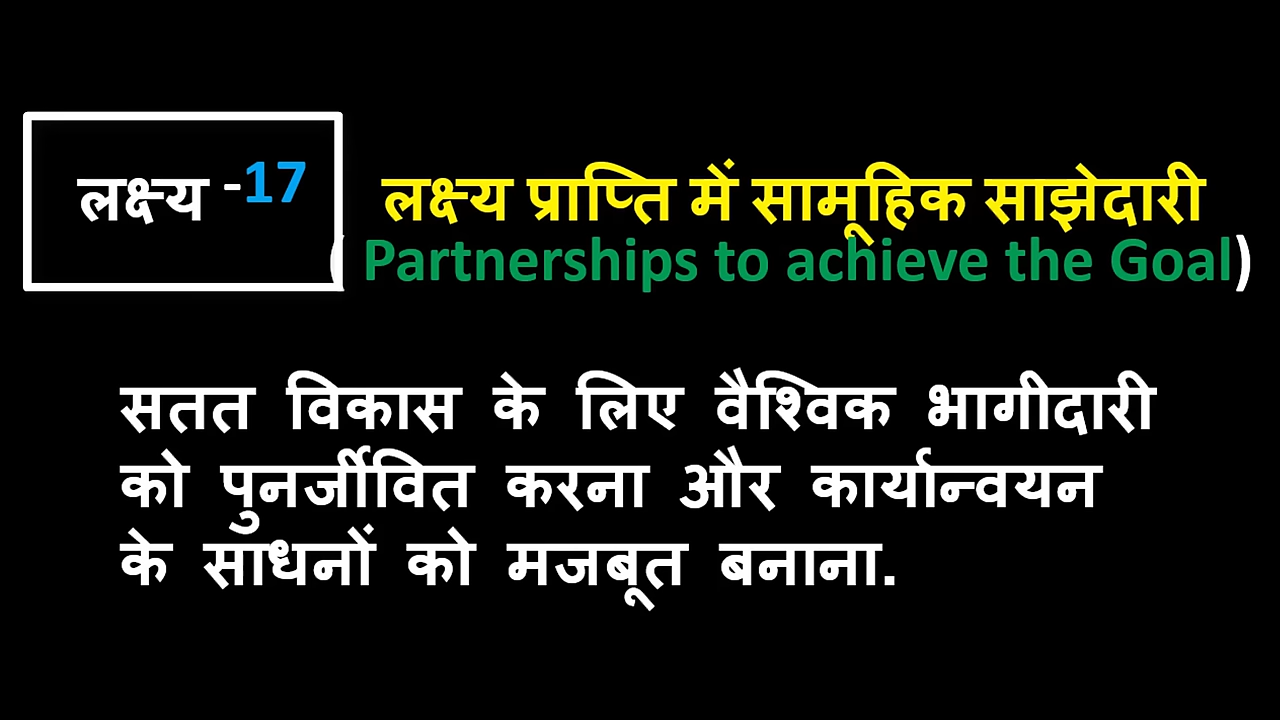 लक्ष्य -17
लक्ष्य प्राप्ति में सामूहिक साझेदारी
( Partnerships to achieve the Goal)
सतत विकास के लिए वैश्विक भागीदारी
को पुनर्जीवित करना और कार्यान्वयन
के साधनों को मजबूत बनाना.